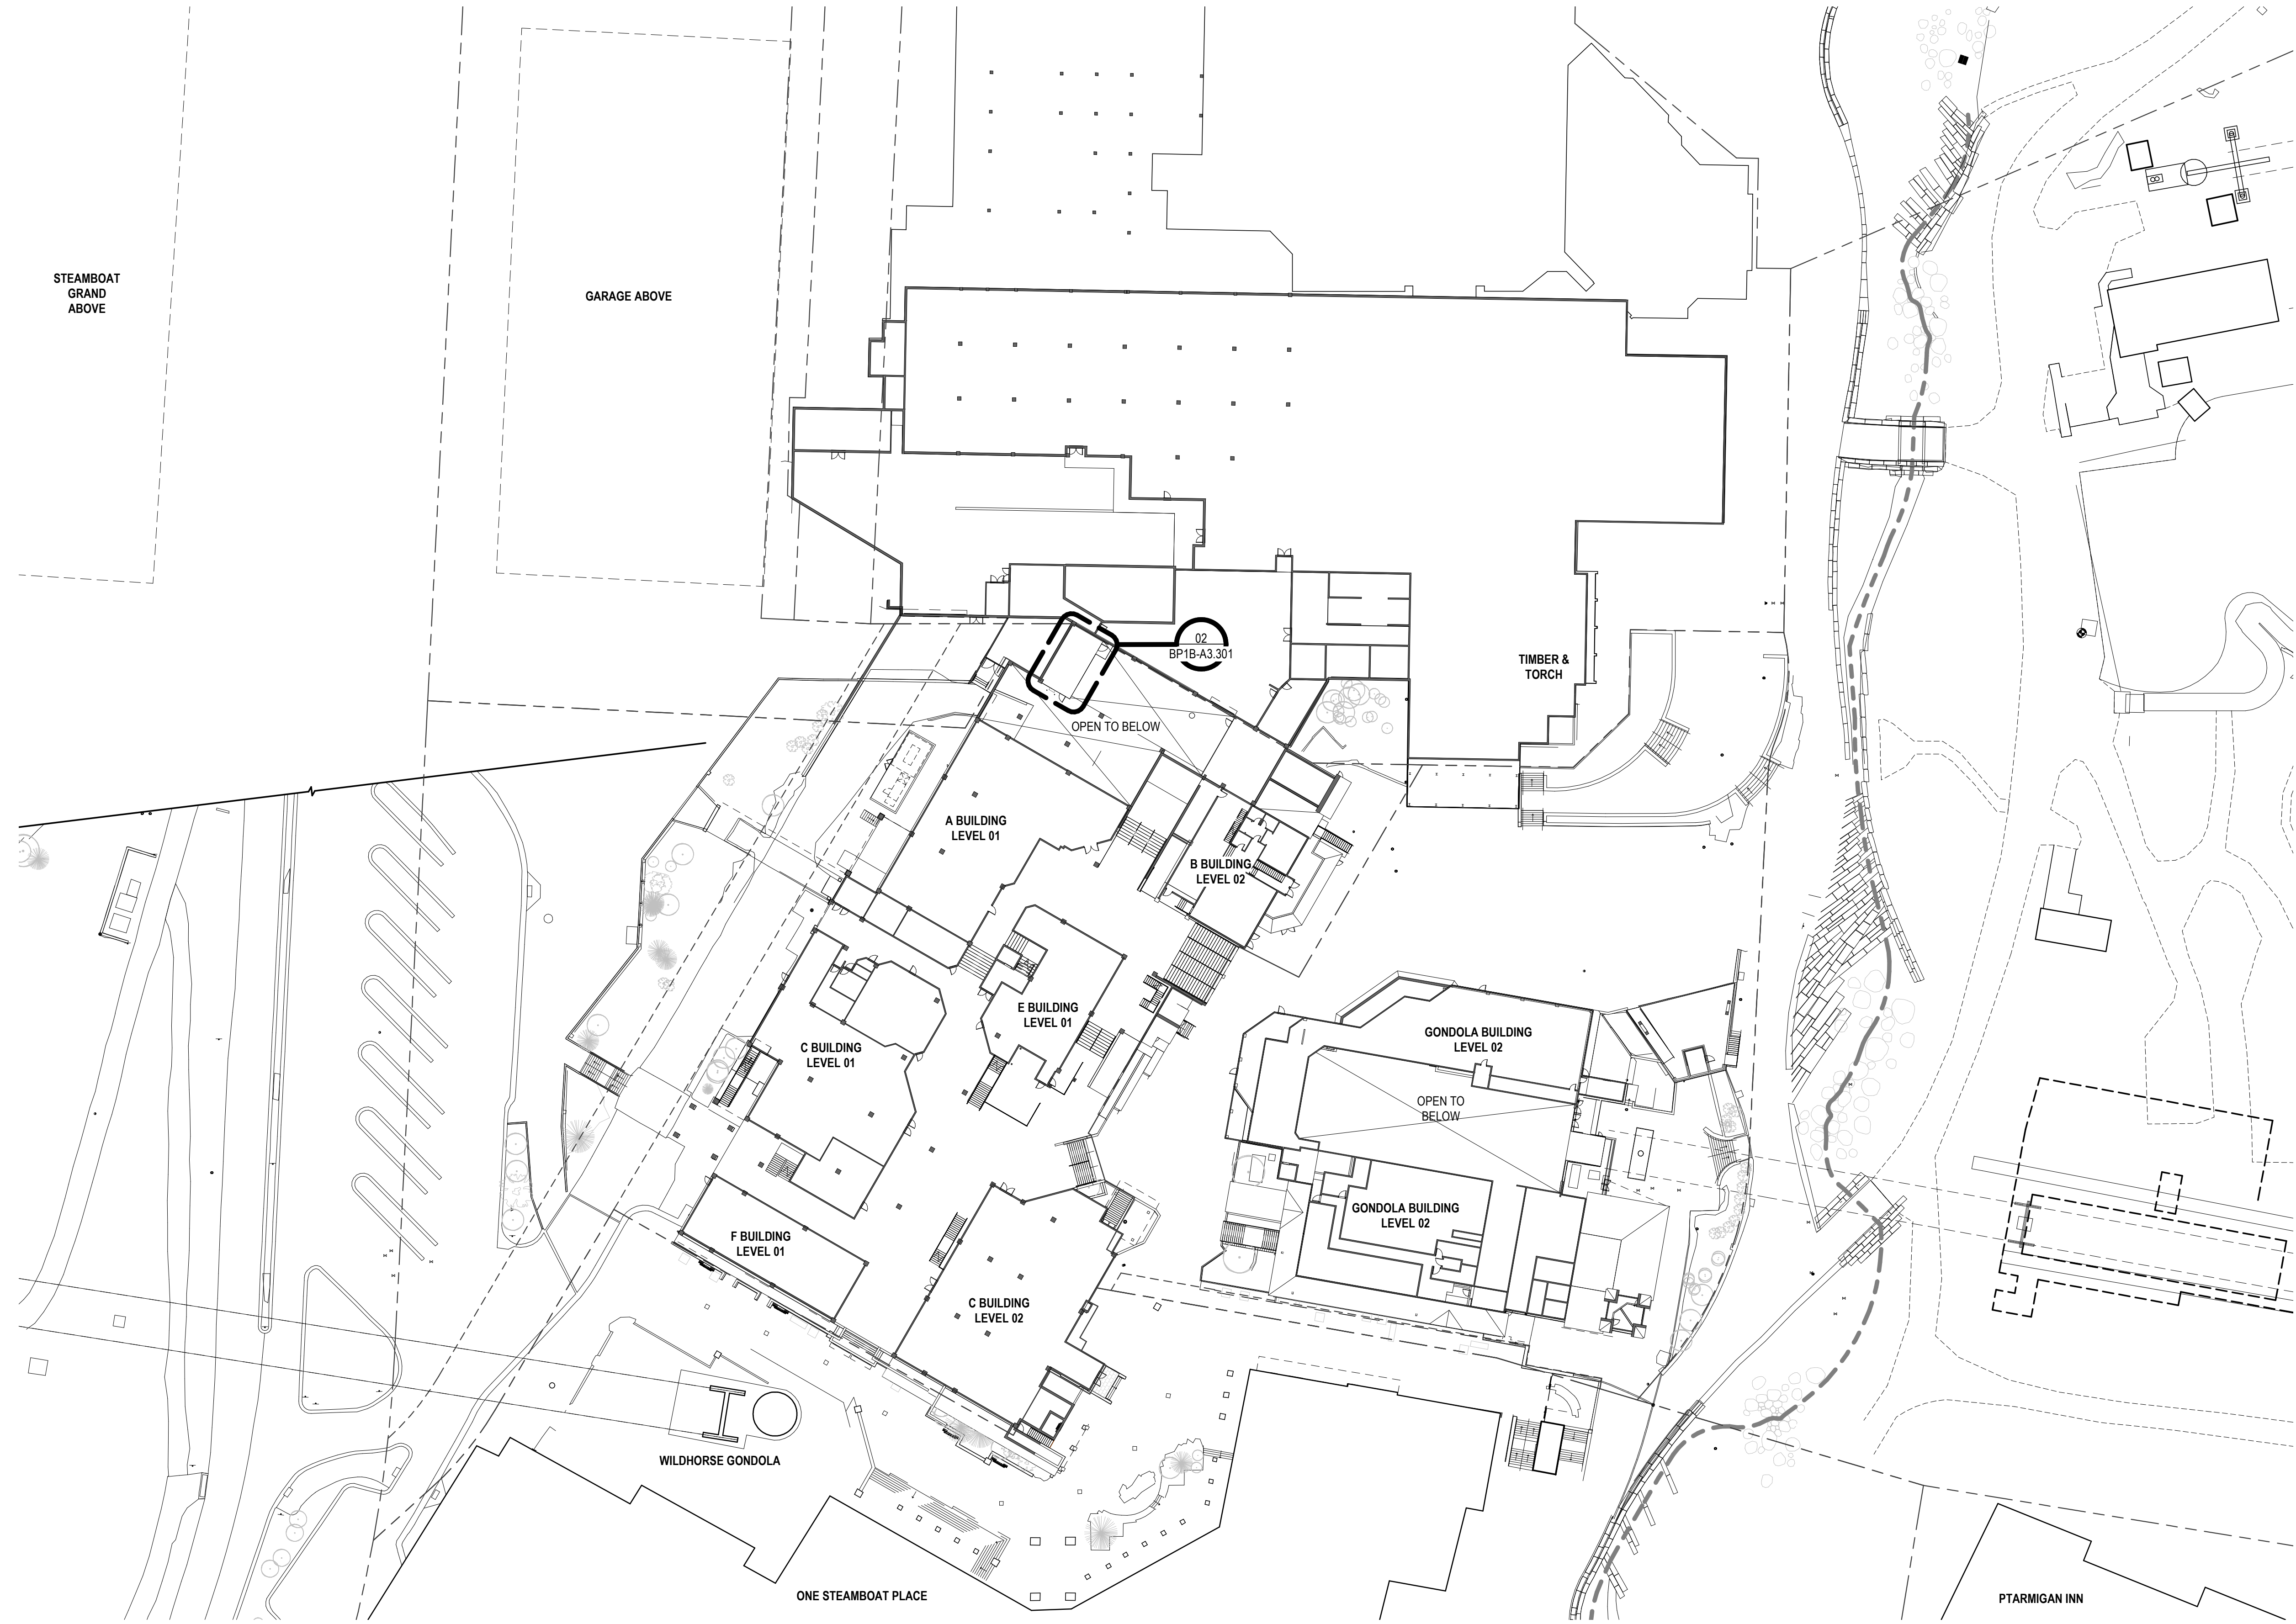 STEAMBOAT
GRAND
ABOVE
GARAGE ABOVE
02
BP1B-A3.301
TIMBER &
TORCH
OPEN TO BELOW
A BUILDING
LEVEL 01
B BUILDING
LEVEL 02
E BUILDING
LEVEL 01
C BUILDING
LEVEL 01
GONDOLA BUILDING
LEVEL 02
OPEN TO
BELOW
GONDOLA BUILDING
LEVEL 02
F BUILDING
LEVEL 01
C BUILDING
LEVEL 02
WILDHORSE GONDOLA
ONE STEAMBOAT PLACE
PTARMIGAN INN